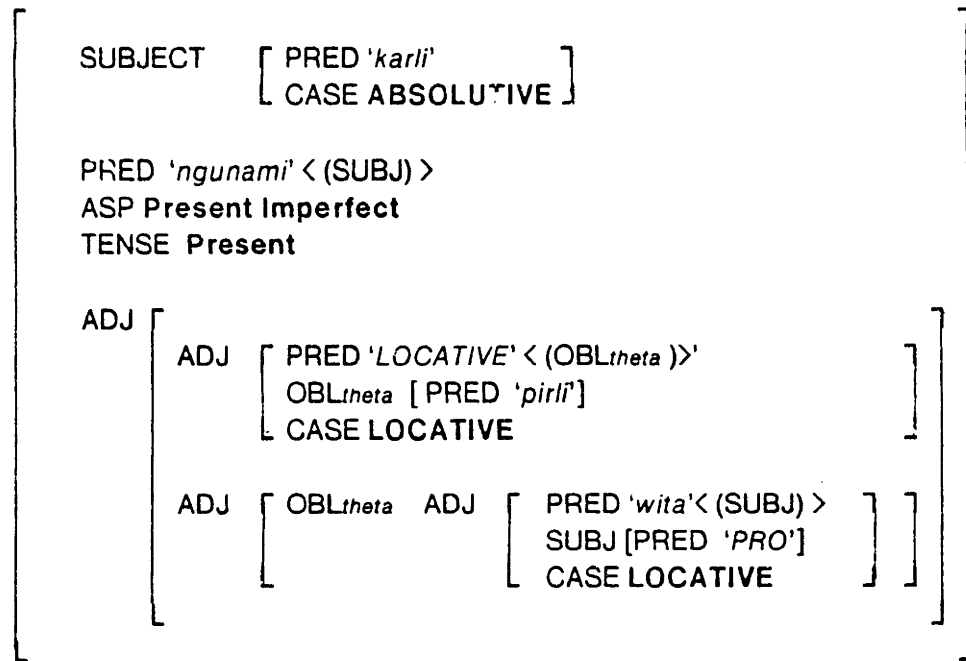 SUBJECT [ PRED 'karli' ]
CASE ABSOLUTIVE
PRED 'ngunami' < (SUBJ) >
ASP Present Imperfect
TENSE Present
ADJ
ADJ [ PRED 'LOCATIVE' < (OBLtheta )>'
OBLtheta [ PRED 'pirli']
CASE LOCATIVE
ADJ [ OBLtheta ADJ [ PRED 'wita'< (SUBJ) >
SUBJ [PRED 'PRO']
CASE LOCATIVE